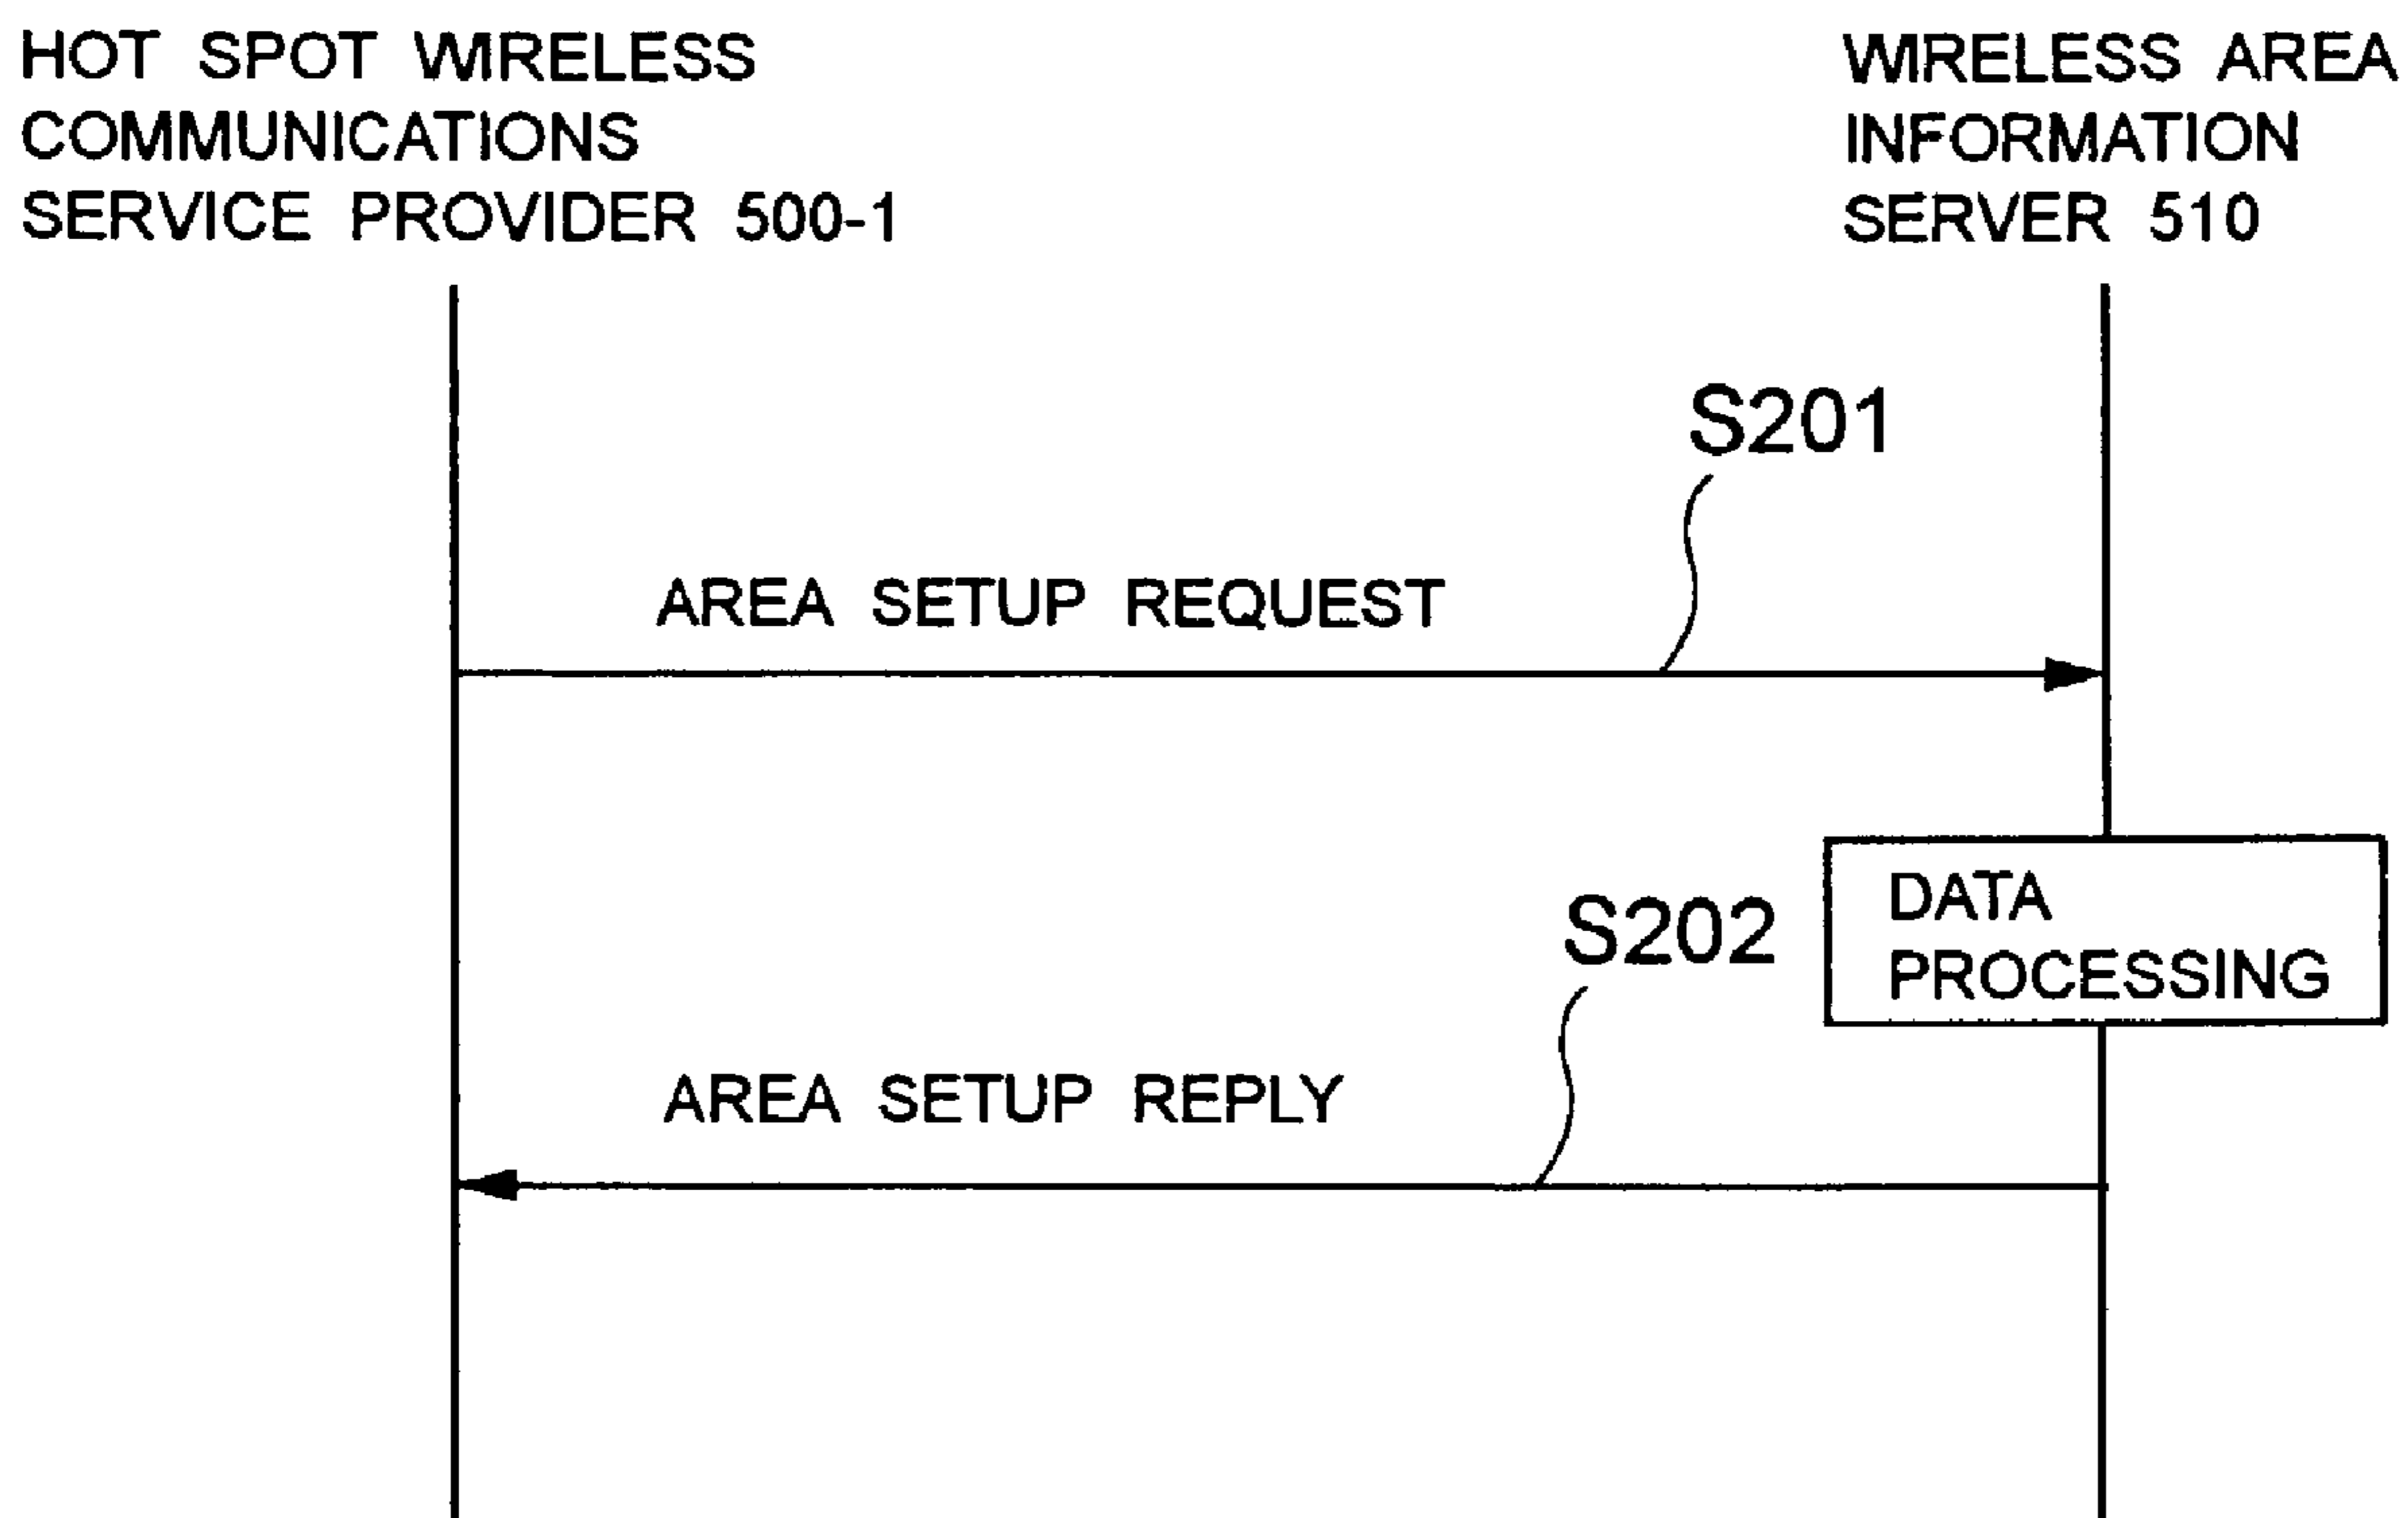 HOT SPOT WIRELESS
COMMUNICATIONS
SERVICE PROVIDER 500-1
WIRELESS AREA
INFORMATION
SERVER 510
S201
AREA SETUP REQUEST
DATA
PROCESSING
S202
AREA SETUP REPLY